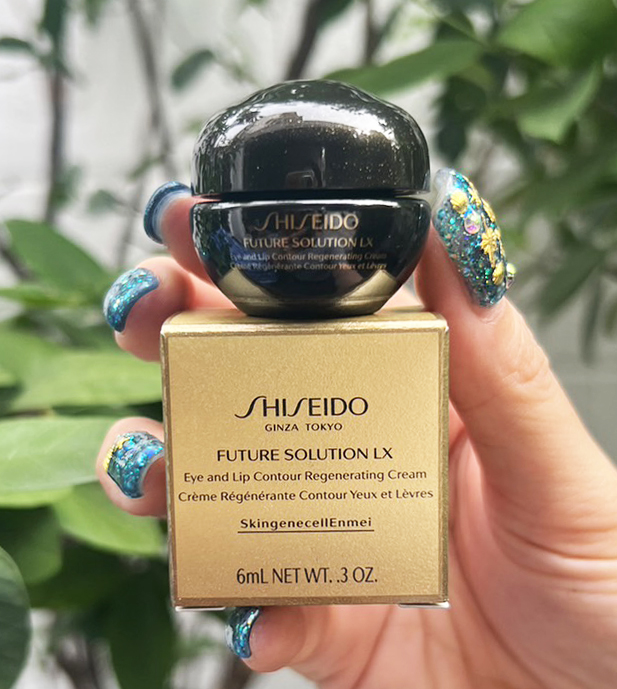 SHISEIDO
FUTURE SOLUTION LX
Eye and Lip Contour Regenerating Cream
Crème Régénérante Contour Yeux et Lèvres
SHISEIDO
GINZA TOKYO
FUTURE SOLUTION LX
Eye and Lip Contour Regenerating Cream
Crème Régénérante Contour Yeux et Lèvres
SkingenecellEnmei
6mL NET WT. .3 OZ.